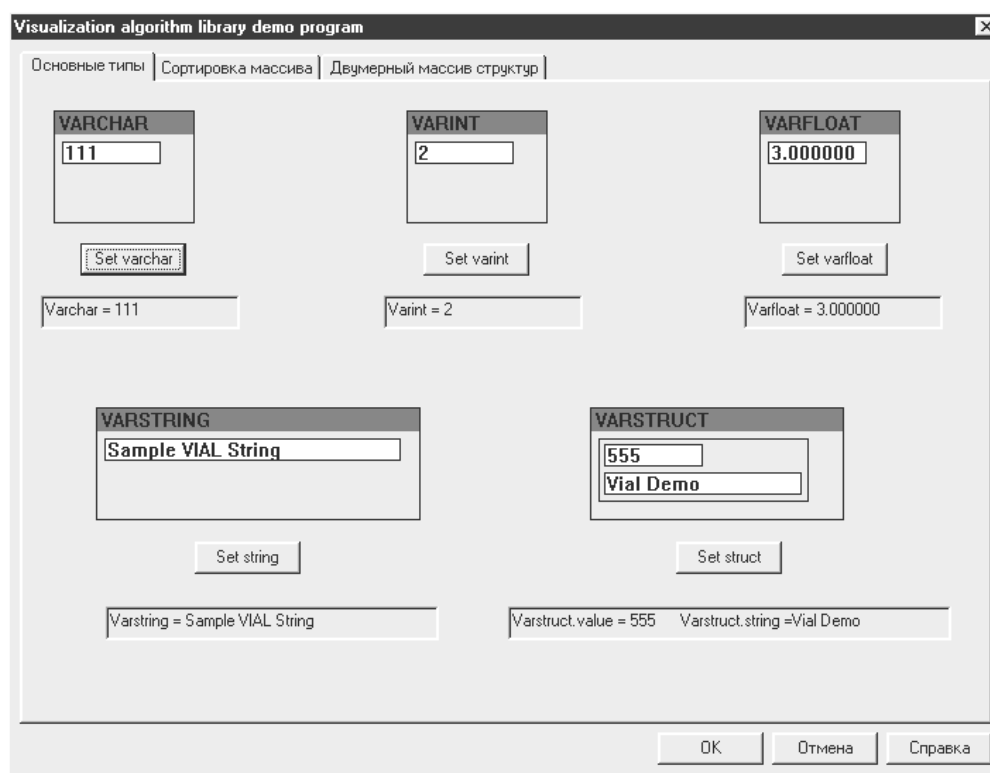 Visualization algorithm library demo program
Основные типы Сортировка массива Двумерный массив структур
VARCHAR VARINT VARFLOAT
111 2 3.000000
Set varchar Set varint Set varfloat
Varchar = 111 Varint = 2 Varfloat = 3.000000
VARSTRING VARSTRUCT
Sample VIAL String 555
Vial Demo
Set string Set struct
Varstring = Sample VIAL String Varstruct.value = 555 Varstruct.string =Vial Demo
OK Отмена Справка